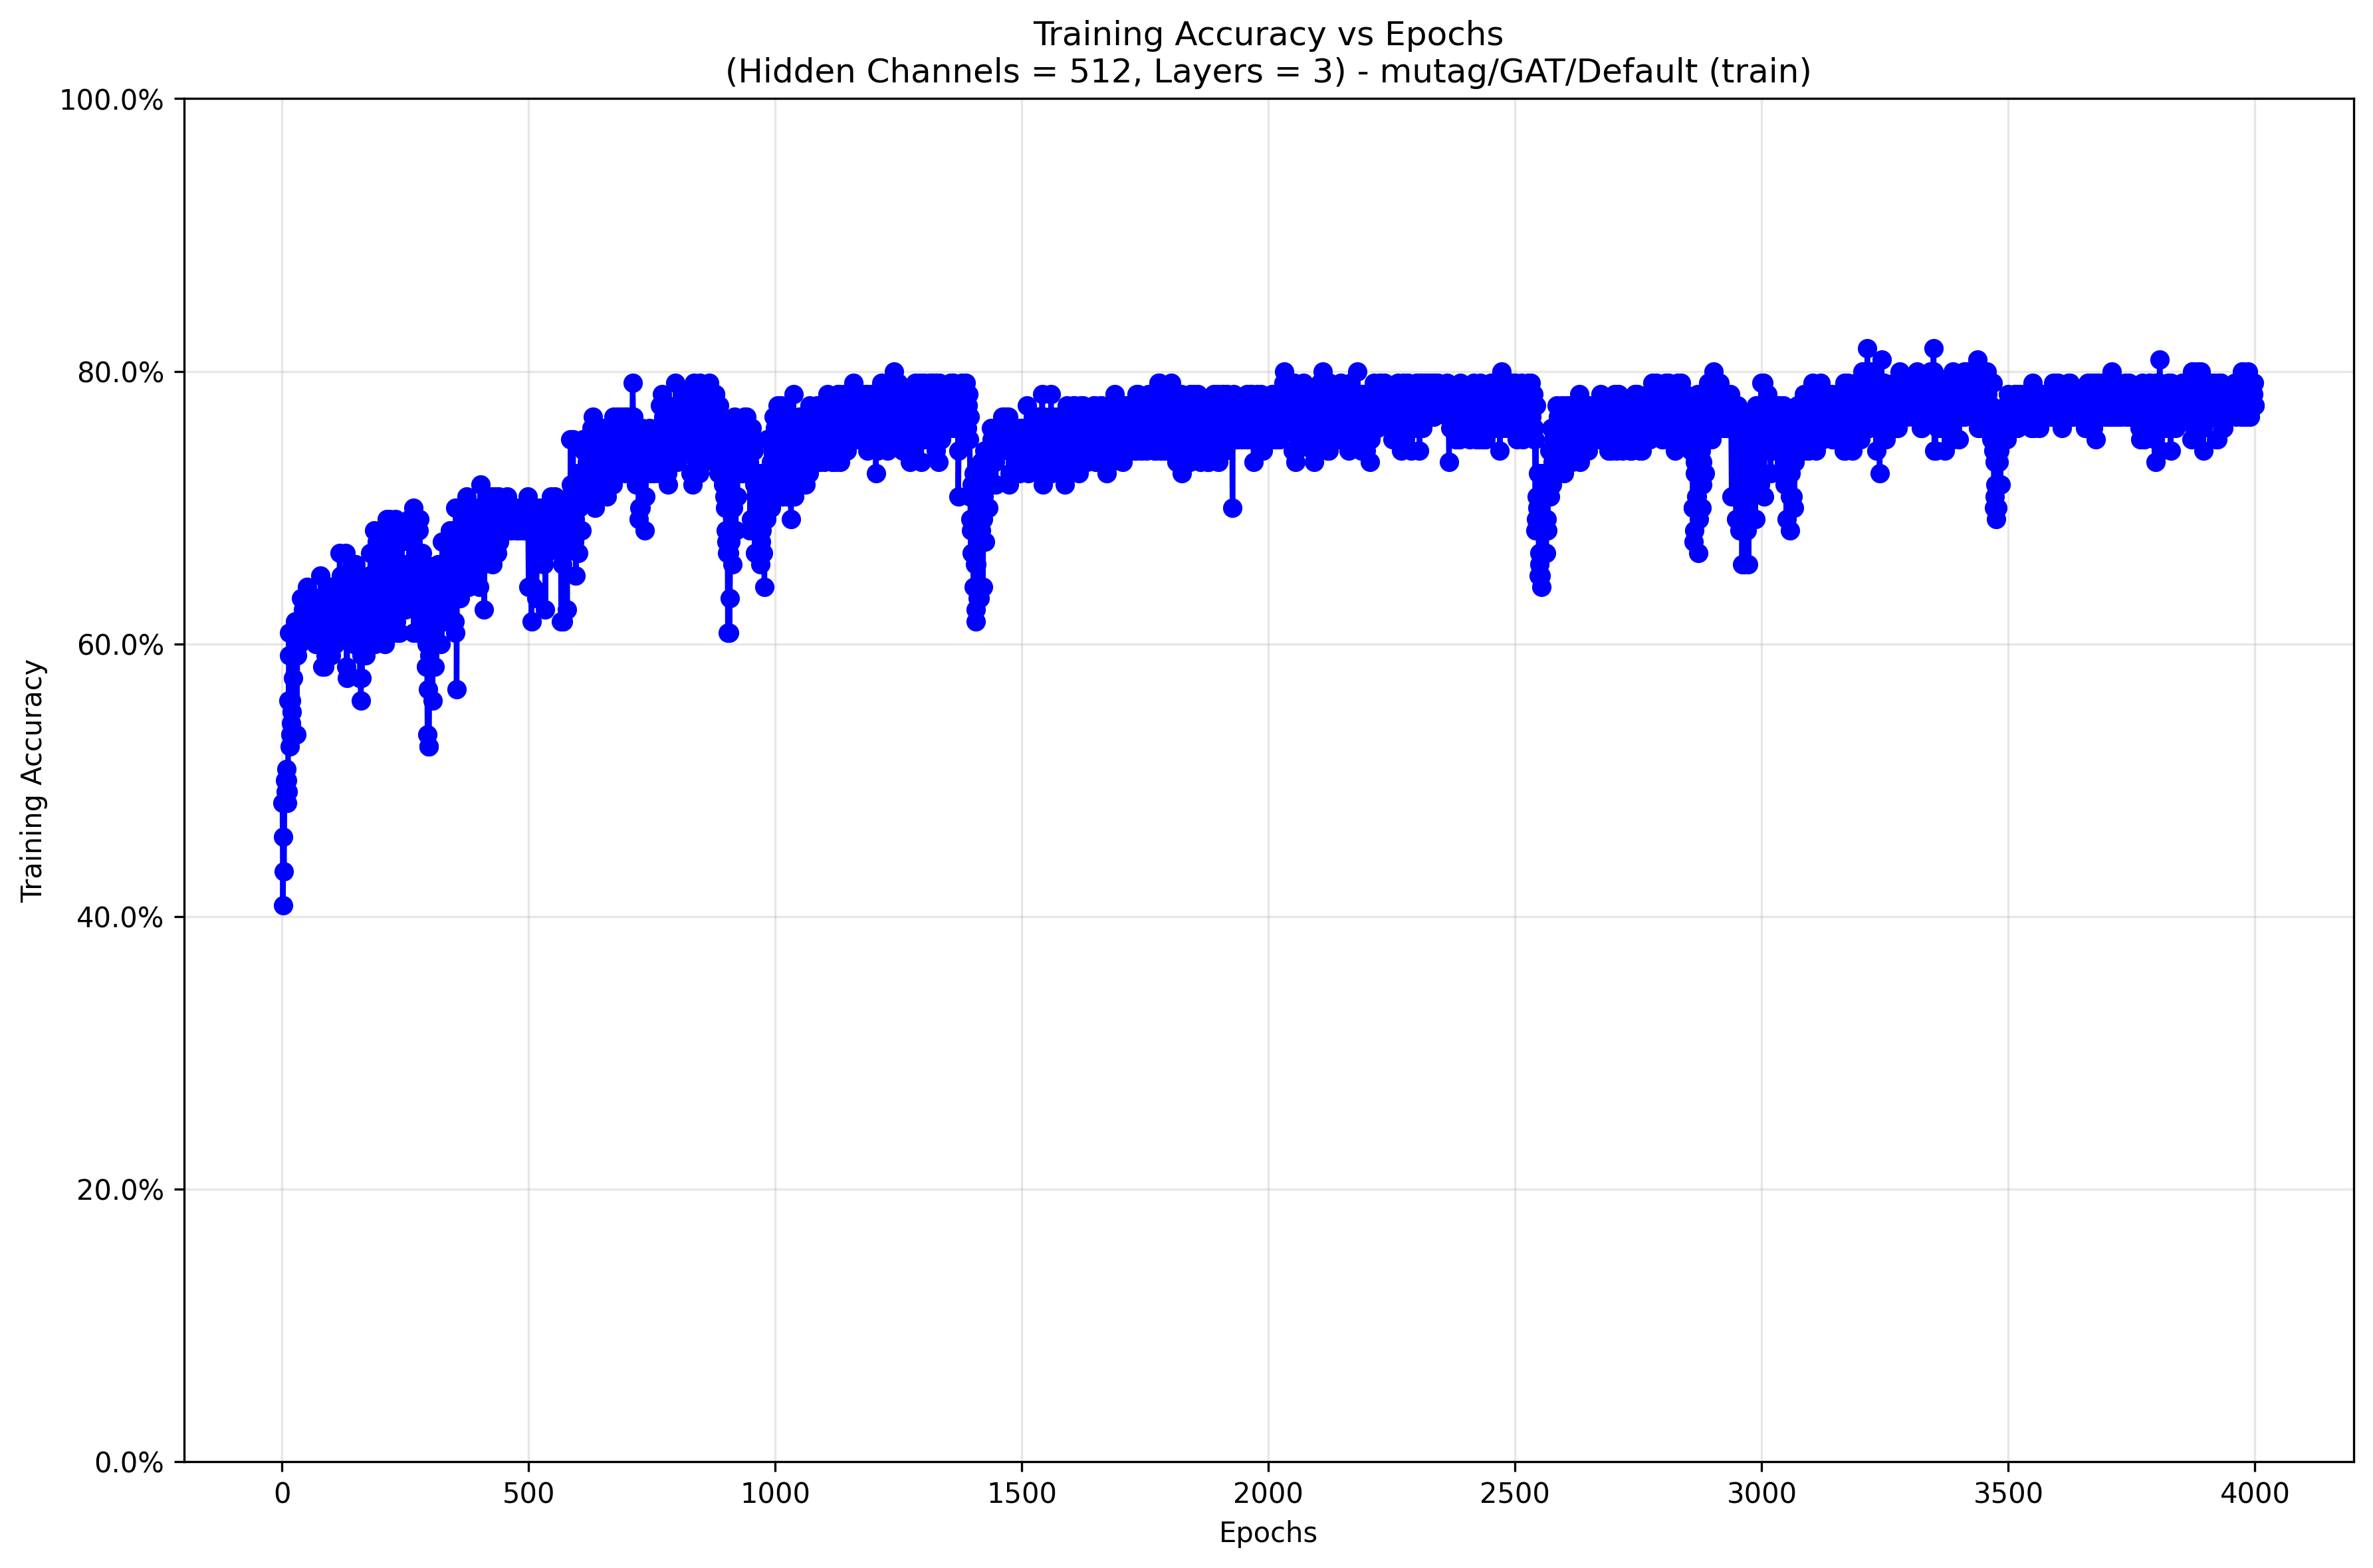 Training Accuracy vs Epochs
(Hidden Channels = 512, Layers = 3) - mutag/GAT/Default (train)
100.0%
80.0%
60.0%
40.0%
20.0%
0.0%
Training Accuracy
0 500 1000 1500 2000 2500 3000 3500 4000
Epochs